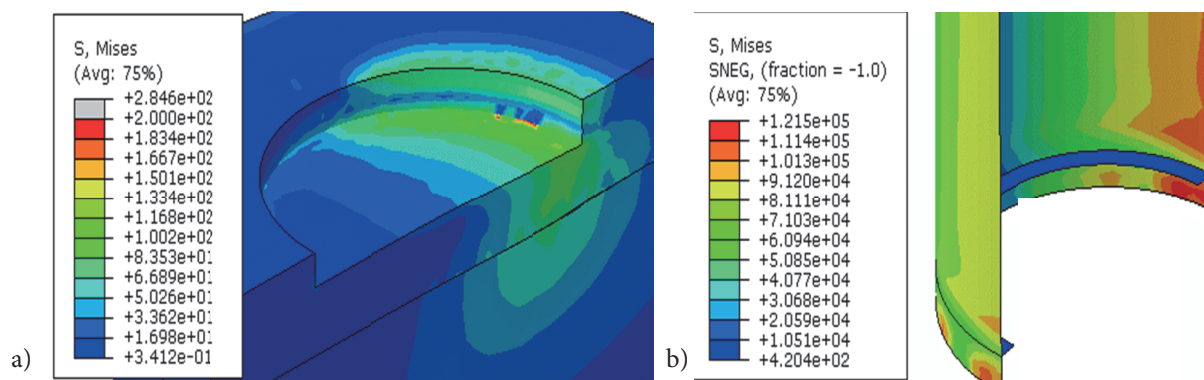 S, Mises
(Avg: 75%)
+2.846e+02
+2.000e+02
+1.834e+02
+1.667e+02
+1.501e+02
+1.334e+02
+1.168e+02
+1.002e+02
+8.353e+01
+6.689e+01
+5.026e+01
+3.362e+01
+1.698e+01
+3.412e-01
a)
S, Mises
SNEG, (fraction = -1.0)
(Avg: 75%)
+1.215e+05
+1.114e+05
+1.013e+05
+9.120e+04
+8.111e+04
+7.103e+04
+6.094e+04
+5.085e+04
+4.077e+04
+3.068e+04
+2.059e+04
+1.051e+04
+4.204e+02
b)